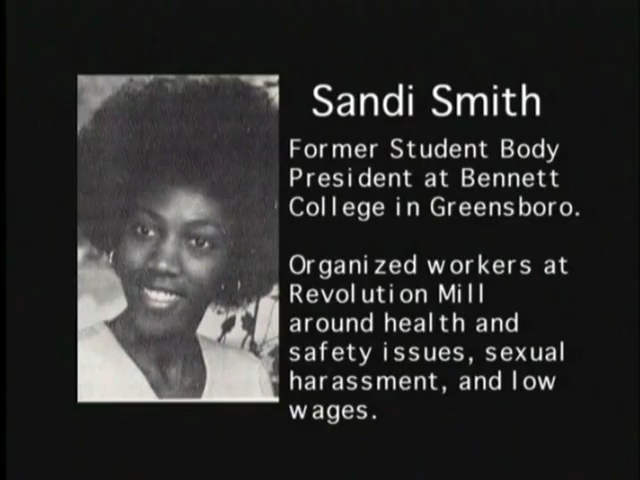 Sandi Smith
Former Student Body
President at Bennett
College in Greensboro.
Organized workers at
Revolution Mill
around health and
safety issues, sexual
harassment, and low
wages.